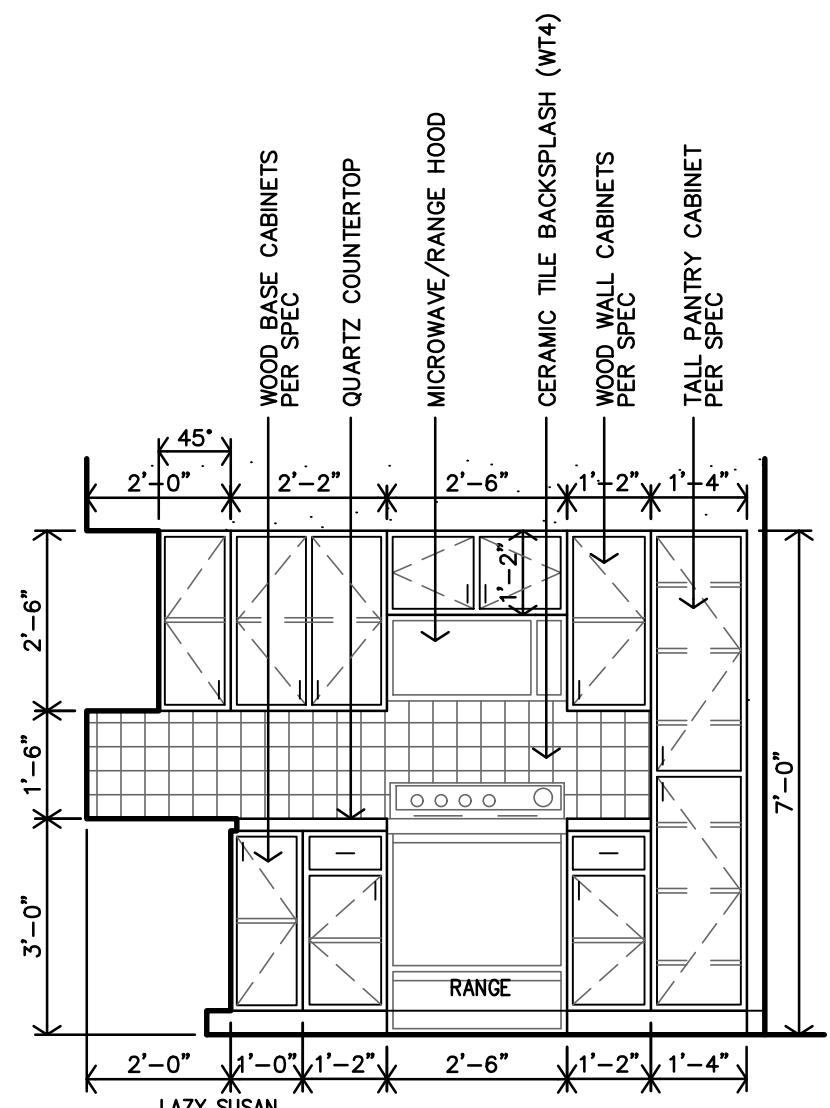 WOOD BASE CABINETS
PER SPEC
QUARTZ COUNTERTOP
MICROWAVE/RANGE HOOD
CERAMIC TILE BACKSPLASH (WT4)
WOOD WALL CABINETS
PER SPEC
TALL PANTRY CABINET
PER SPEC
45°
2'-0" 2'-2" 2'-6" 1'-2" 1'-4"
1'-2"
2'-6"
1'-6"
7'-0"
3'-0"
RANGE
2'-0" 1'-0" 1'-2" 2'-6" 1'-2" 1'-4"
LAZY SUSAN